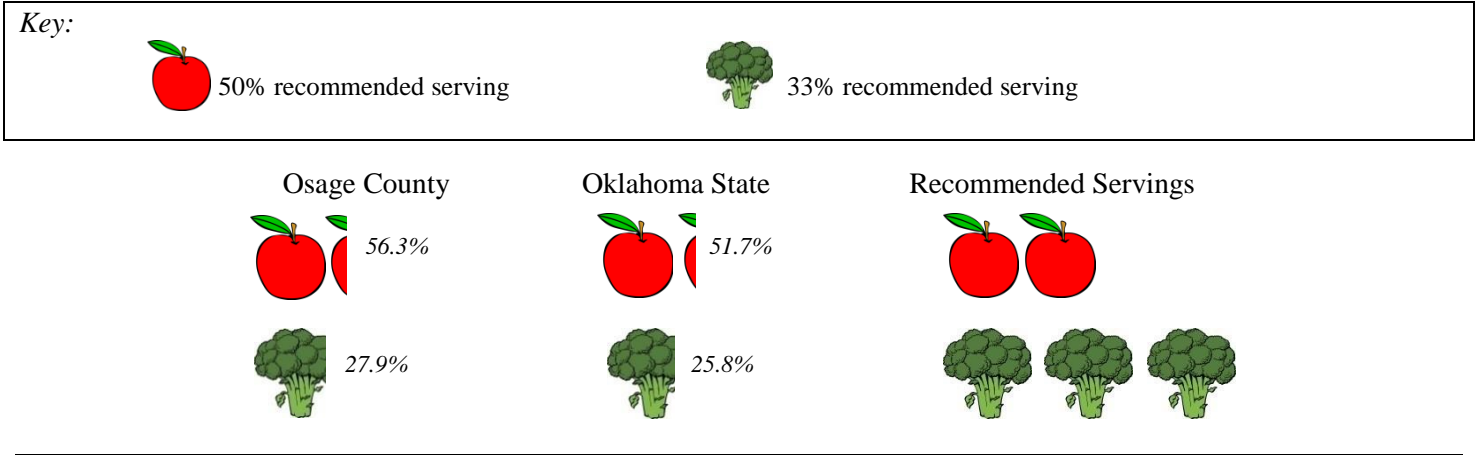 Key:
50% recommended serving 33% recommended serving
Osage County Oklahoma State Recommended Servings
56.3% 51.7%
27.9% 25.8%